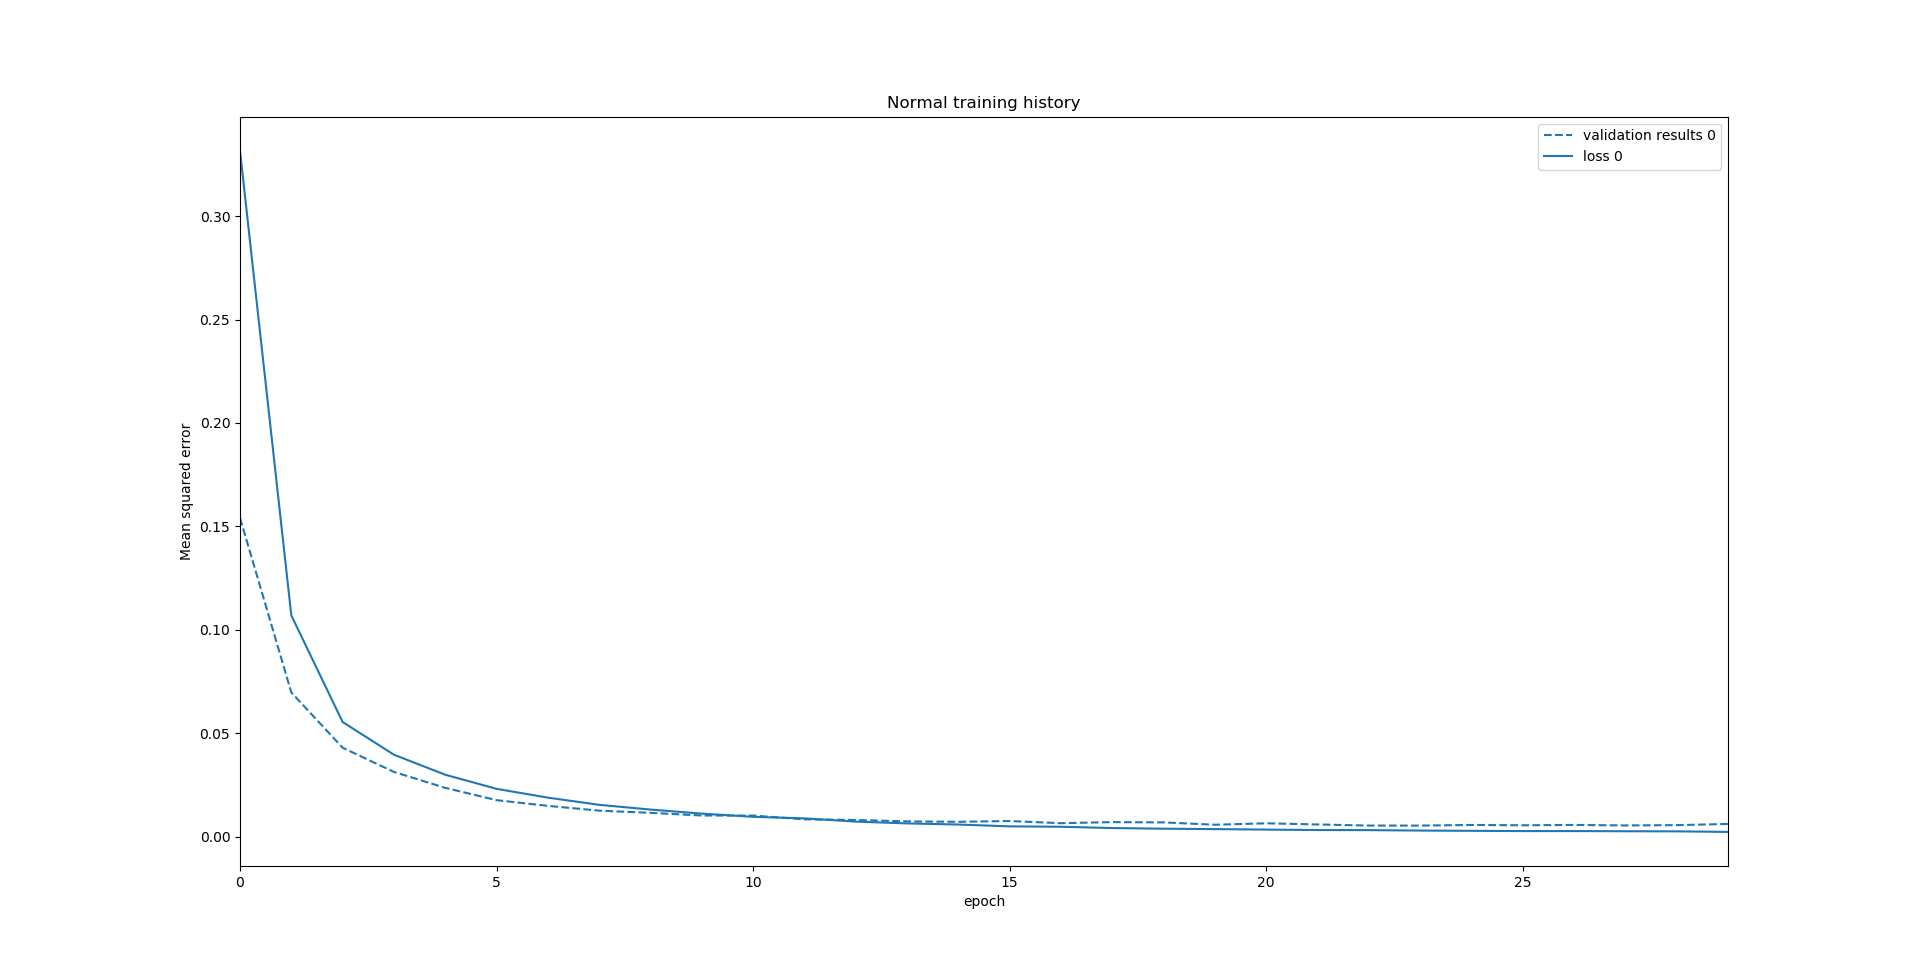 Normal training history
validation results 0
loss 0
Mean squared error
0.30
0.25
0.20
0.15
0.10
0.05
0.00
0 5 10 15 20 25
epoch